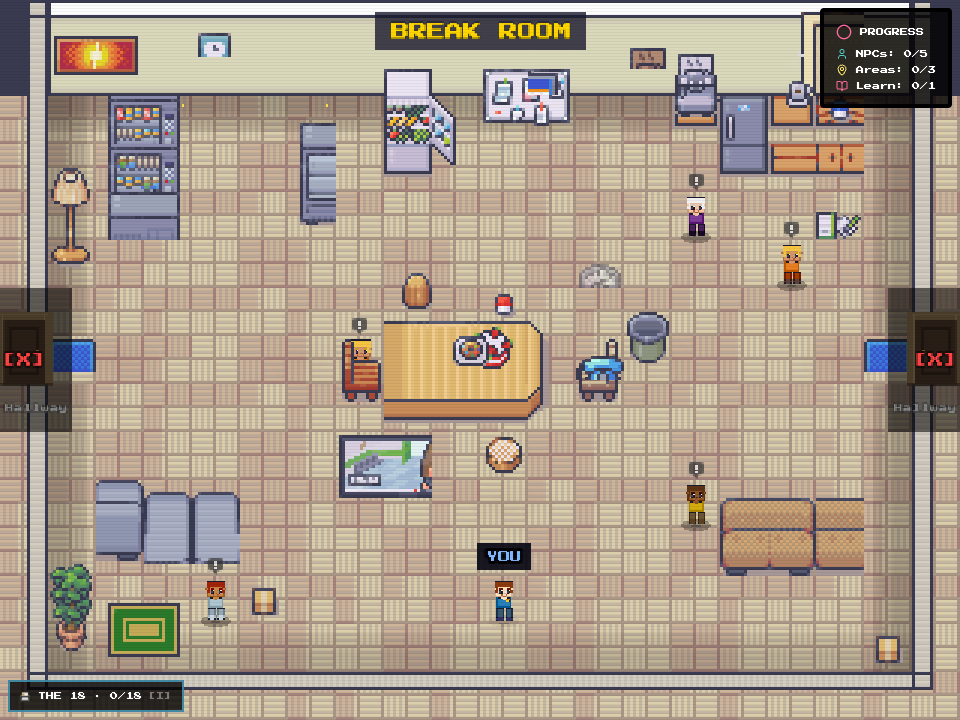 BREAK ROOM
PROGRESS
NPCs: 0/5
Areas: 0/3
Learn: 0/1
!
!
!
[X]
[X]
Hallway
Hallway
!
YOU
!
THE 18 · 0/18 [I]